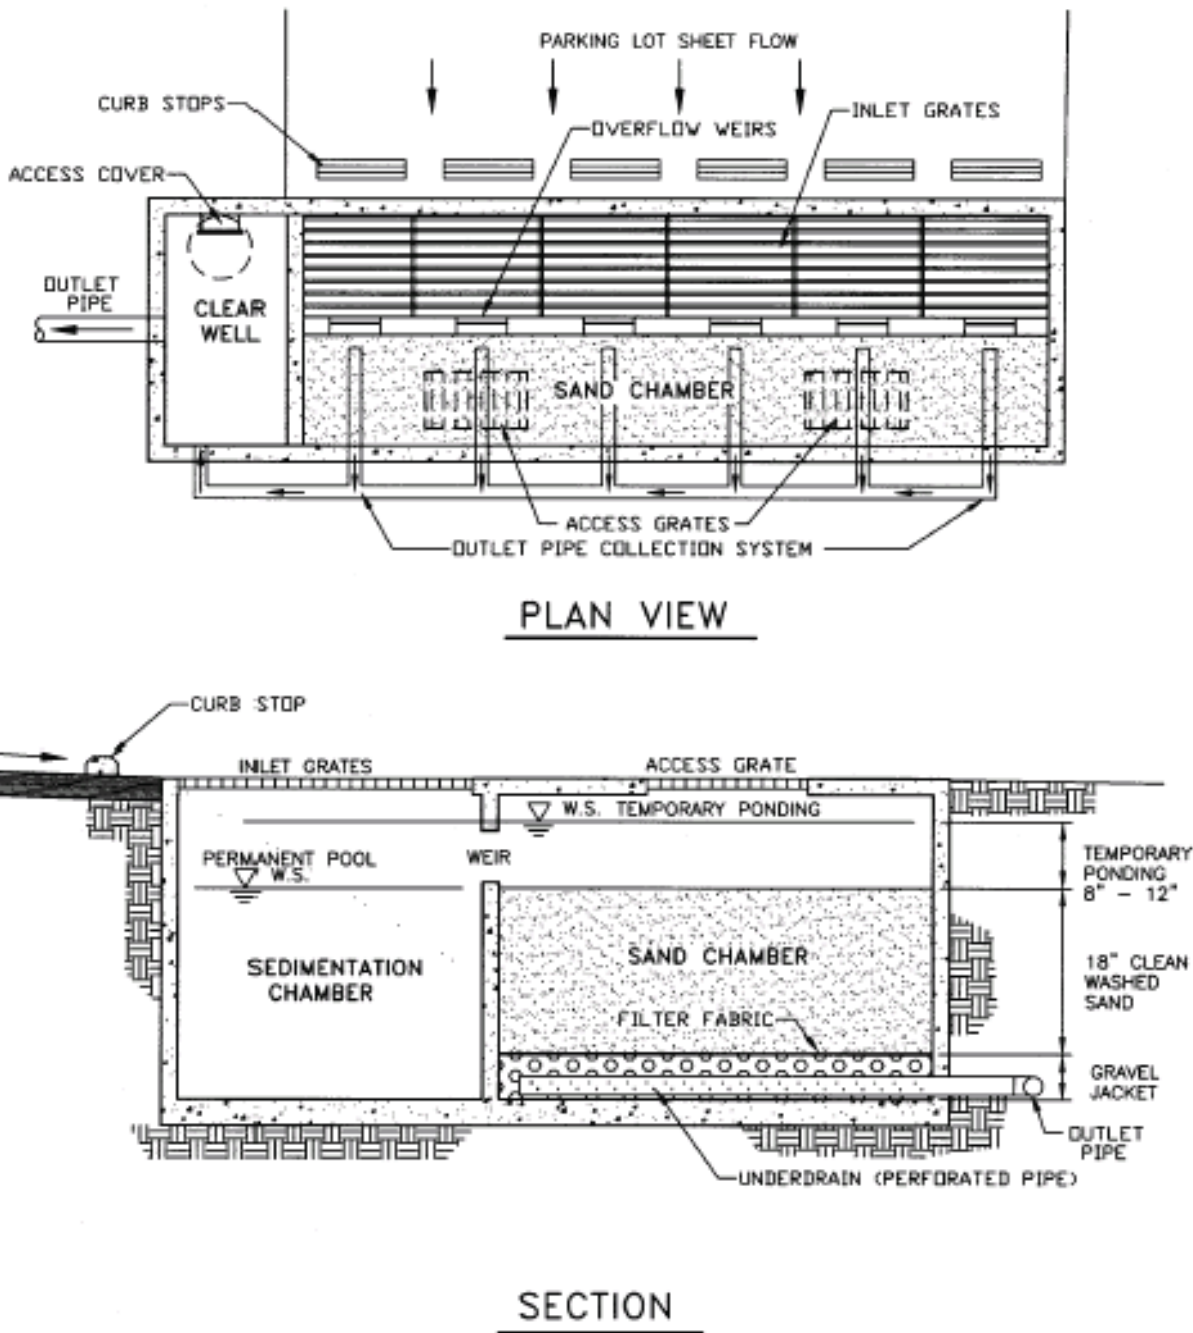 PARKING LOT SHEET FLOW
CURB STOPS
OVERFLOW WEIRS
INLET GRATES
ACCESS COVER
OUTLET
PIPE
CLEAR
WELL
SAND CHAMBER
ACCESS GRATES
OUTLET PIPE COLLECTION SYSTEM
PLAN VIEW
CURB STOP
INLET GRATES
ACCESS GRATE
W.S. TEMPORARY PONDING
PERMANENT POOL
W.S.
WEIR
TEMPORARY
PONDING
8" - 12"
SEDIMENTATION
CHAMBER
SAND CHAMBER
18" CLEAN
WASHED
SAND
FILTER FABRIC
GRAVEL
JACKET
OUTLET
PIPE
UNDERDRAIN (PERFORATED PIPE)
SECTION